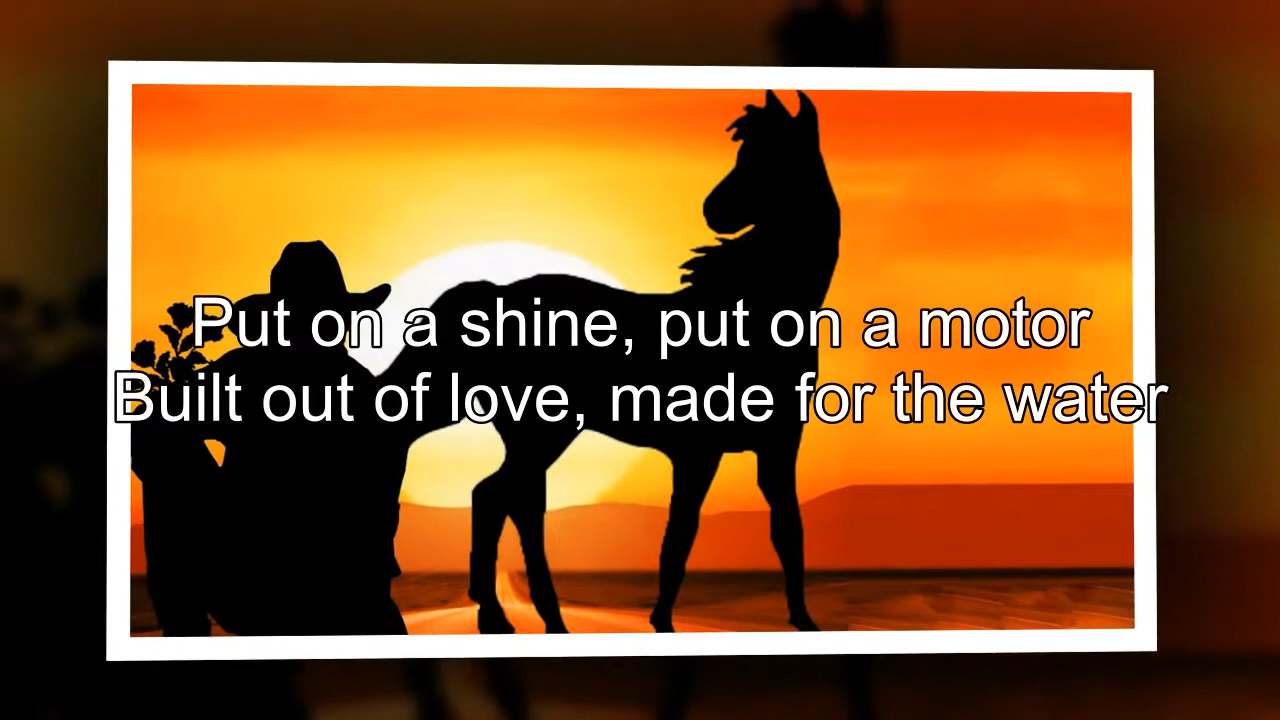 Put on a shine, put on a motor
Built out of love, made for the water